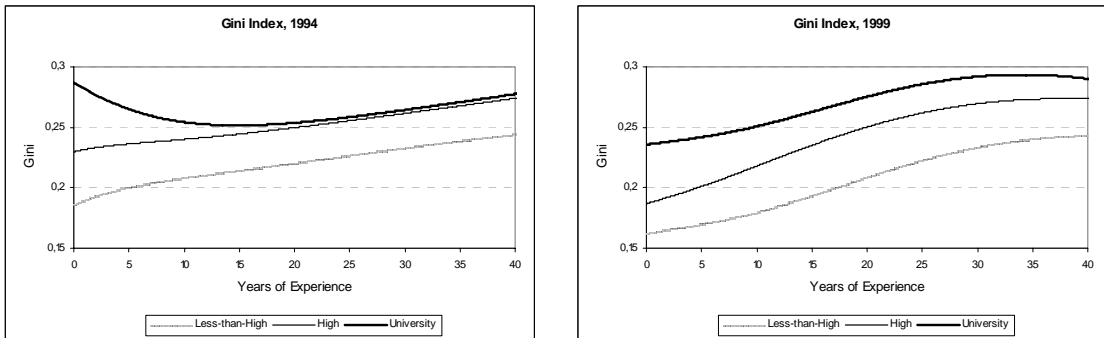 Gini Index, 1994
0,3
0,25
0,2
0,15
Gini
0 5 10 15 20 25 30 35 40
Years of Experience
Less-than-High High University
Gini Index, 1999
0,3
0,25
0,2
0,15
Gini
0 5 10 15 20 25 30 35 40
Years of Experience
Less-than-High High University